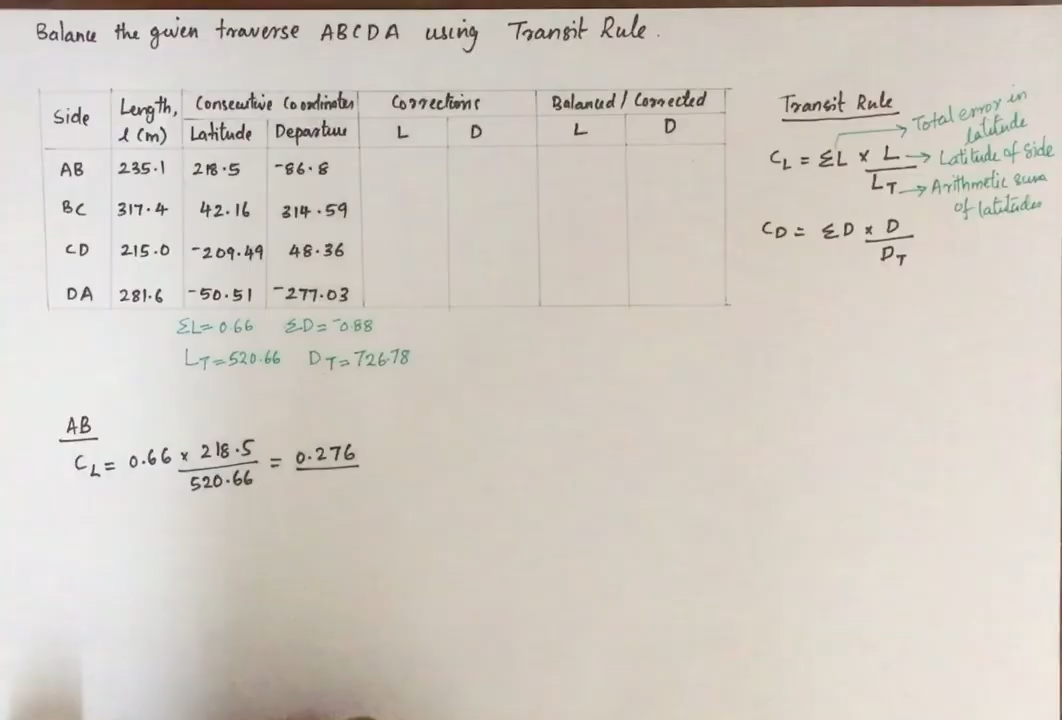 Balance the given traverse ABCDA using Transit Rule.
Side Length, l (m) Consecutive Coordinates Corrections Balanced / Corrected
Latitude Departure L D L D
AB 235.1 218.5 -86.8
BC 317.4 42.16 314.59
CD 215.0 -209.49 48.36
DA 281.6 -50.51 -277.03
ΣL= 0.66 ΣD= -0.88
LT=520.66 DT=726.78
Transit Rule
→ Total error in latitude
CL = ΣL × L → Latitude of side
LT → Arithmetic sum of latitudes
CD = ΣD × D
DT
AB
CL = 0.66 × 218.5 = 0.276
520.66